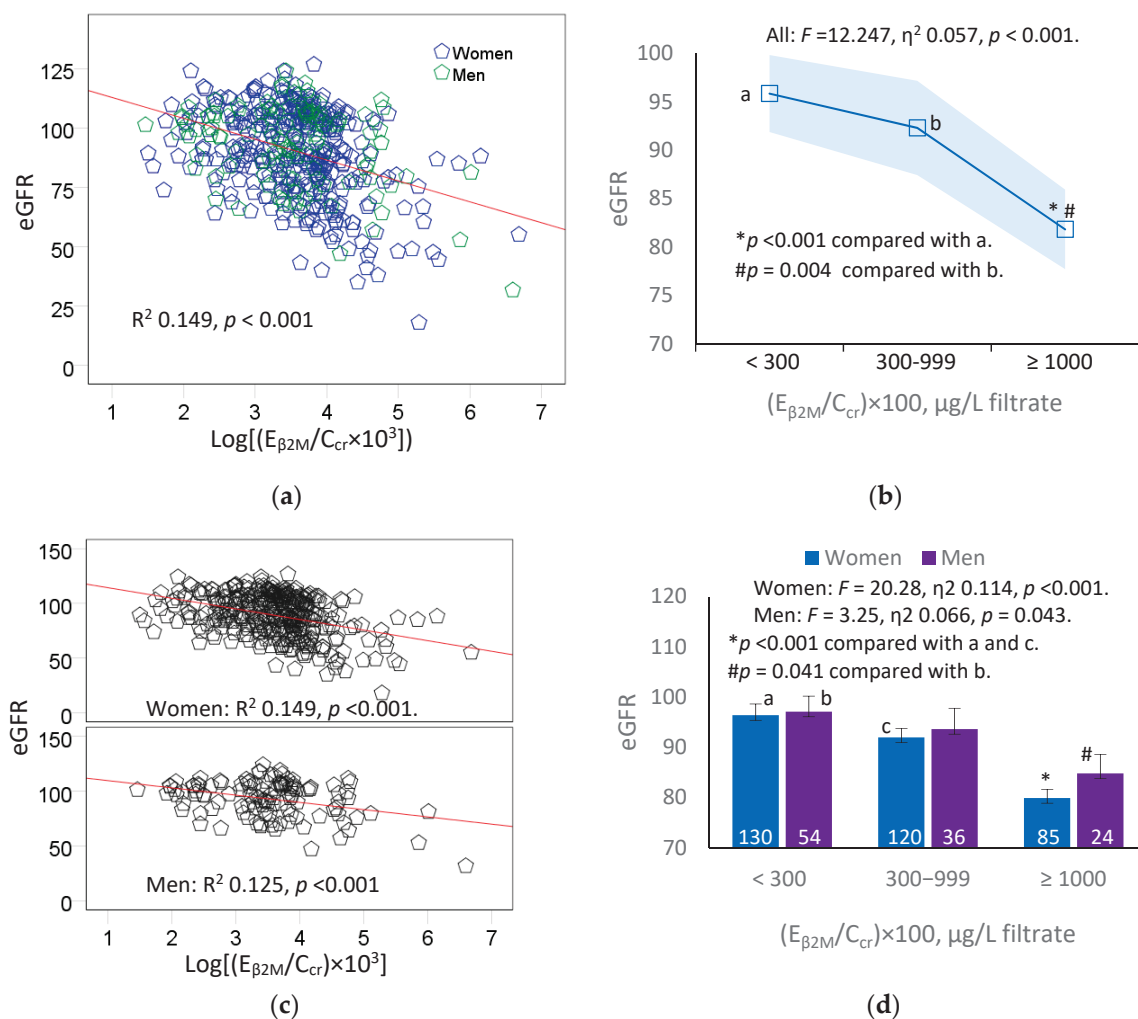 Women
Men
125
100
75
50
25
0
eGFR
R² 0.149, p < 0.001
1 2 3 4 5 6 7
Log[(Eβ2M/Ccr×10³])
(a)
All: F =12.247, η² 0.057, p < 0.001.
100
95
90
85
80
75
70
eGFR
a
b
* #
*p <0.001 compared with a.
#p = 0.004 compared with b.
< 300 300-999 ≥ 1000
(Eβ2M/Ccr)×100, µg/L filtrate
(b)
150
100
50
0
Women: R² 0.149, p <0.001.
eGFR
150
100
50
0
Men: R² 0.125, p <0.001
1 2 3 4 5 6 7
Log[(Eβ2M/Ccr)×10³]
(c)
Women Men
Women: F = 20.28, η2 0.114, p <0.001.
Men: F = 3.25, η2 0.066, p = 0.043.
*p <0.001 compared with a and c.
#p = 0.041 compared with b.
120
110
100
90
80
70
eGFR
a b
c
* #
130 54 120 36 85 24
< 300 300−999 ≥ 1000
(Eβ2M/Ccr)×100, µg/L filtrate
(d)